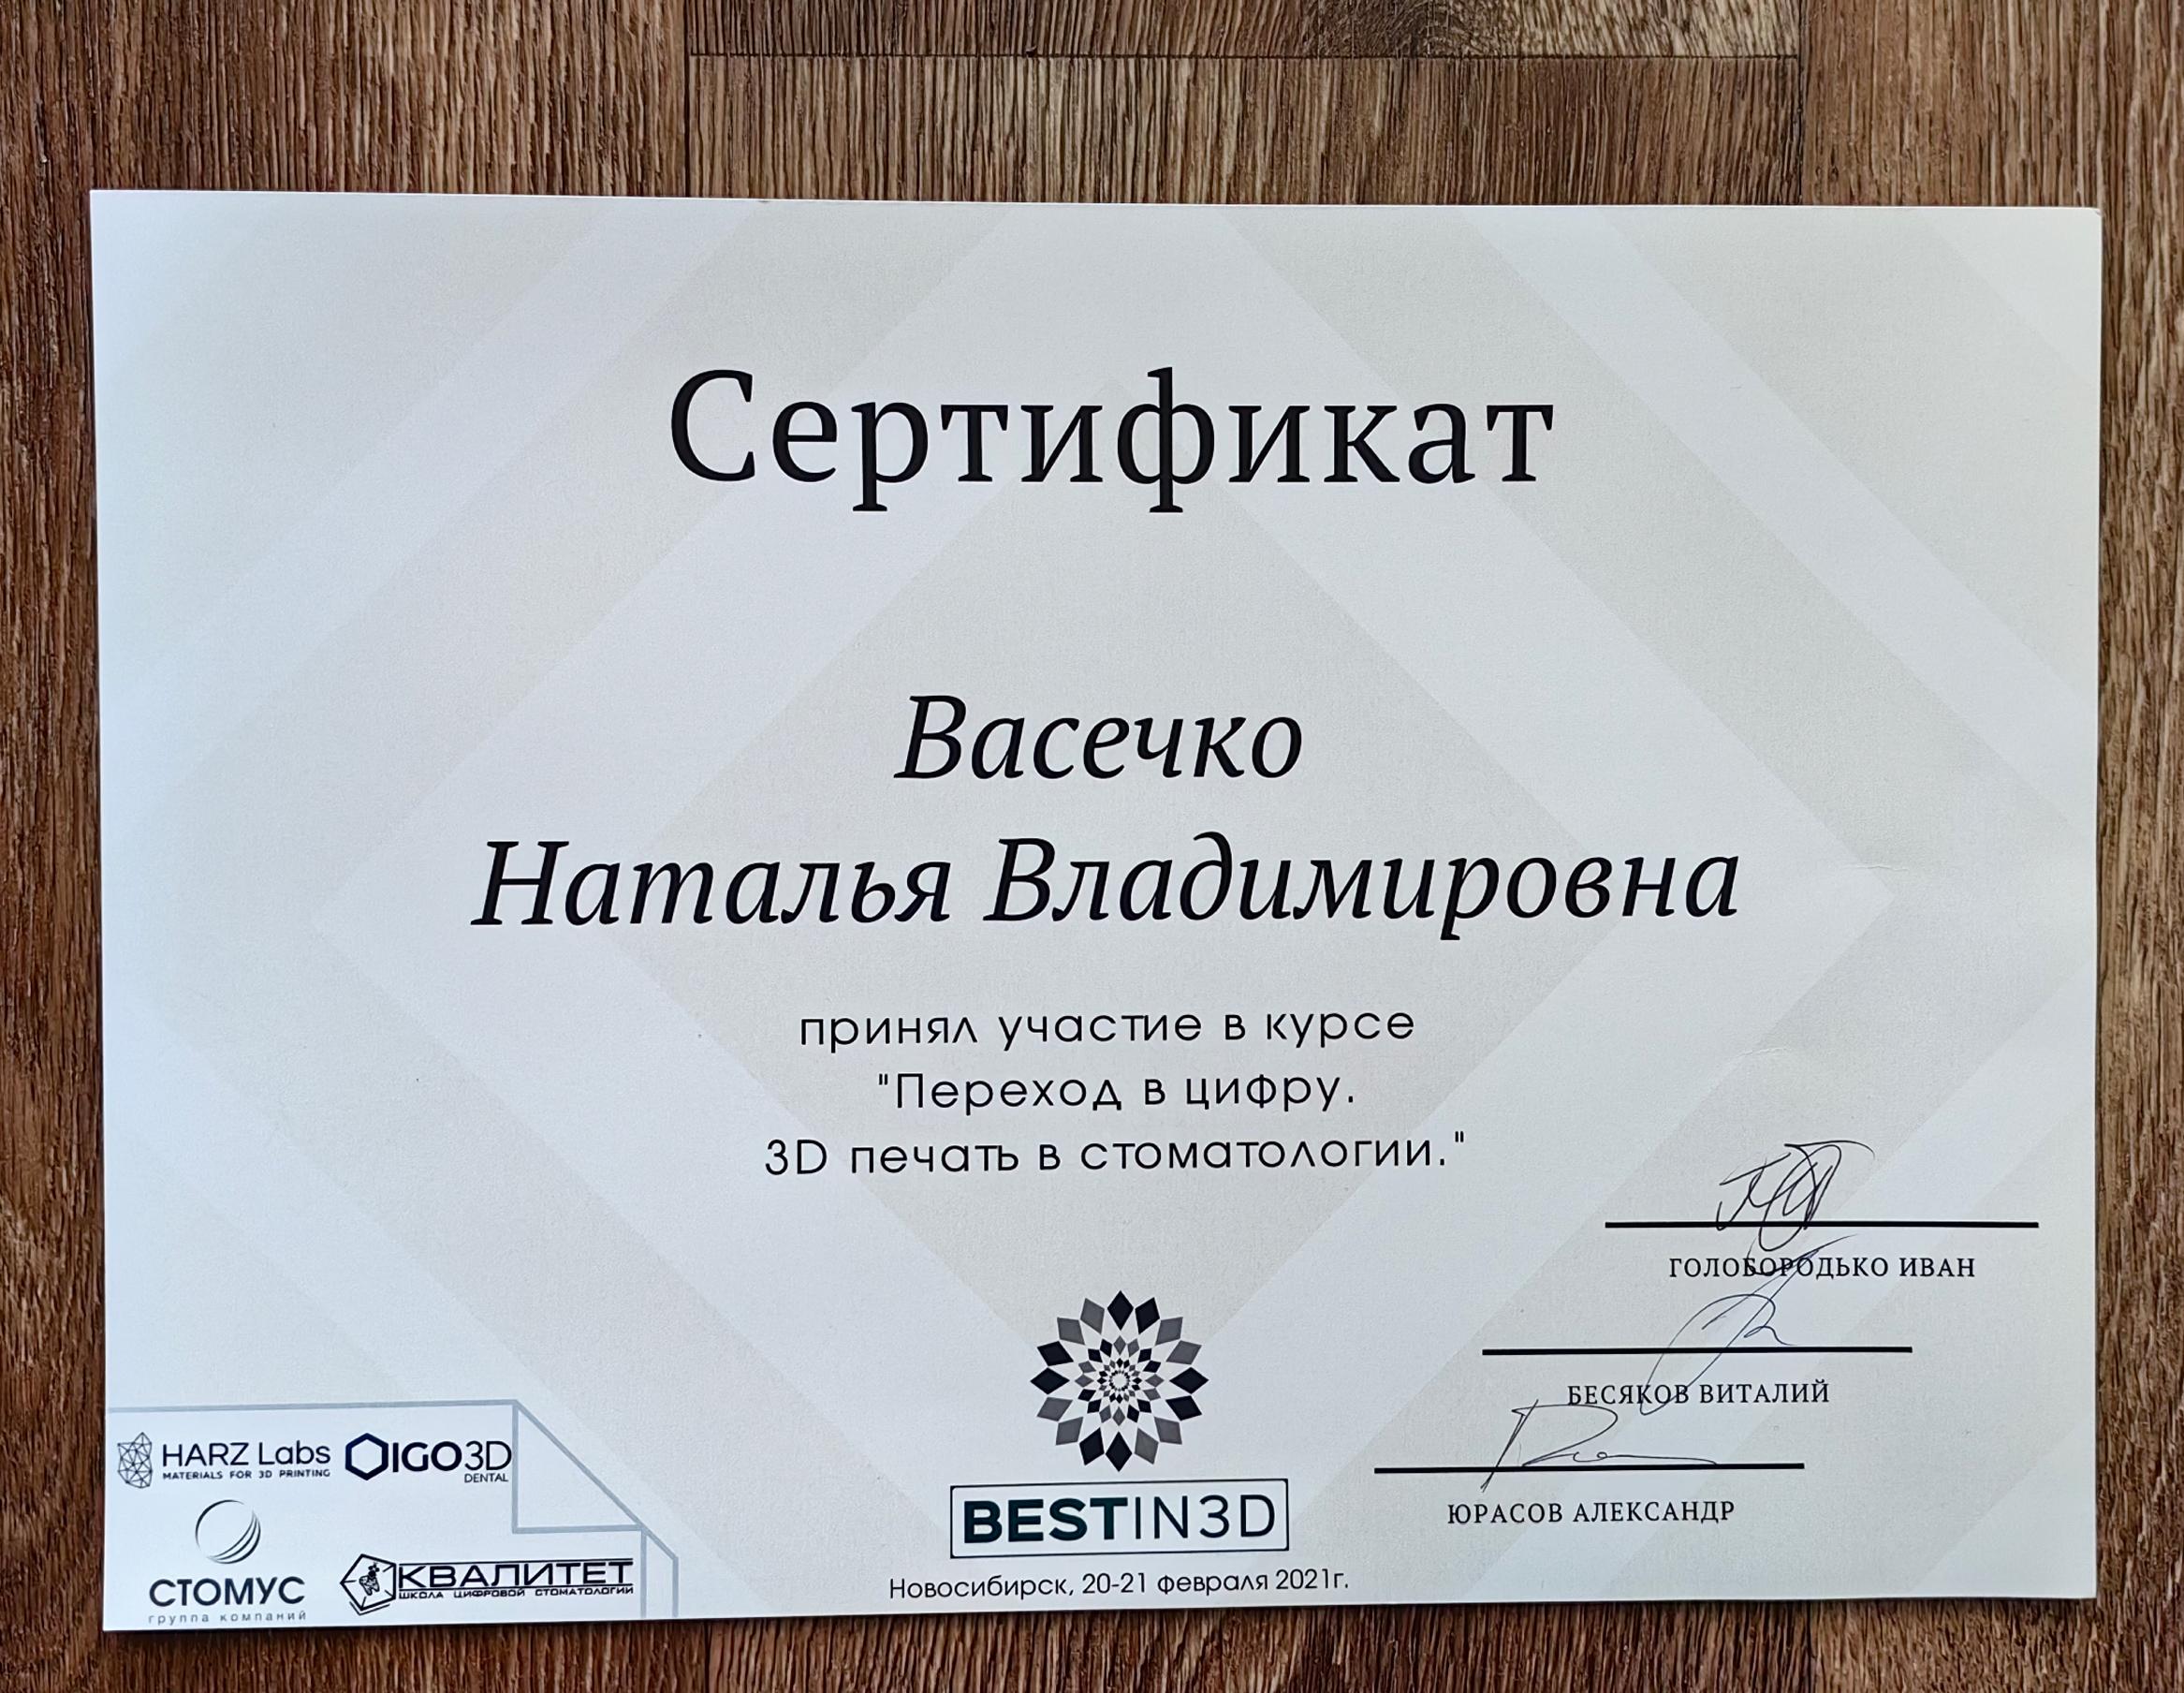 Сертификат
Васечко
Наталья Владимировна
принял участие в курсе
"Переход в цифру.
3D печать в стоматологии."
ГОЛОБОРОДЬКО ИВАН
БЕСЯКОВ ВИТАЛИЙ
ЮРАСОВ АЛЕКСАНДР
HARZ Labs
MATERIALS FOR 3D PRINTING
IGO3D
DENTAL
СТОМУС
группа компаний
КВАЛИТЕТ
ШКОЛА ЦИФРОВОЙ СТОМАТОЛОГИИ
BESTIN3D
Новосибирск, 20-21 февраля 2021г.